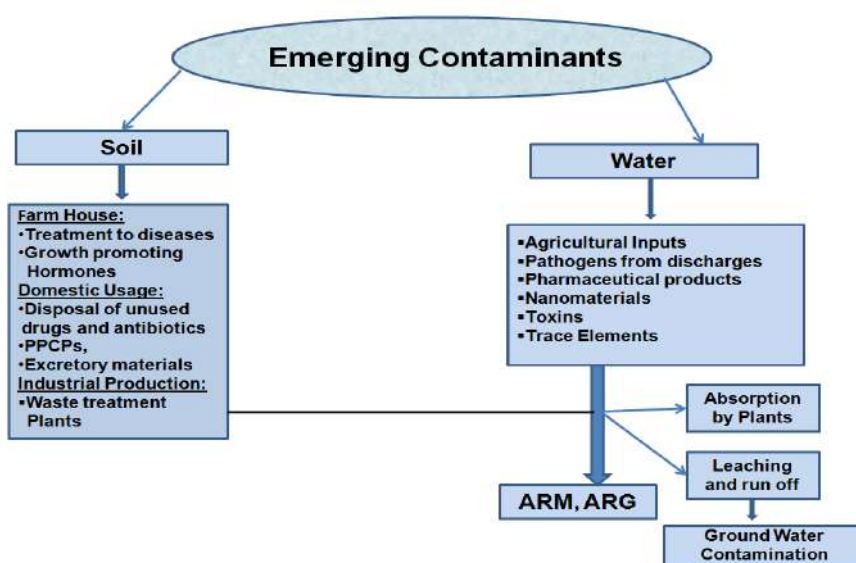 Emerging Contaminants
Soil
Farm House:
•Treatment to diseases
•Growth promoting
Hormones
Domestic Usage:
•Disposal of unused
drugs and antibiotics
•PPCPs,
•Excretory materials
Industrial Production:
▪Waste treatment
Plants
Water
▪Agricultural Inputs
▪Pathogens from discharges
▪Pharmaceutical products
▪Nanomaterials
▪Toxins
▪Trace Elements
Absorption
by Plants
Leaching
and run off
ARM, ARG
Ground Water
Contamination